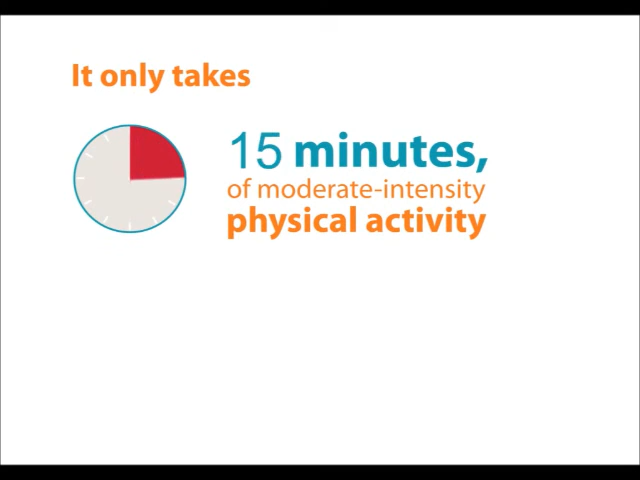 It only takes
15 minutes,
of moderate-intensity
physical activity